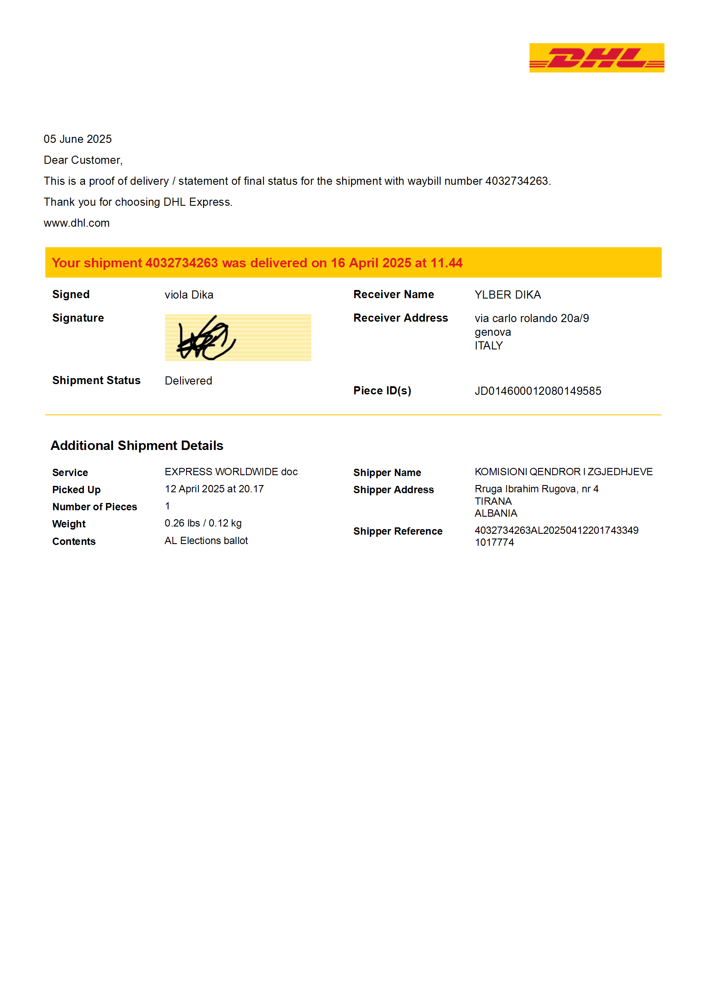 DHL
05 June 2025
Dear Customer,
This is a proof of delivery / statement of final status for the shipment with waybill number 4032734263.
Thank you for choosing DHL Express.
www.dhl.com
Your shipment 4032734263 was delivered on 16 April 2025 at 11.44
Signed viola Dika
Receiver Name YLBER DIKA
Signature
Receiver Address via carlo rolando 20a/9
genova
ITALY
Shipment Status Delivered
Piece ID(s) JD014600012080149585
Additional Shipment Details
Service EXPRESS WORLDWIDE doc
Picked Up 12 April 2025 at 20.17
Number of Pieces 1
Weight 0.26 lbs / 0.12 kg
Contents AL Elections ballot
Shipper Name KOMISIONI QENDROR I ZGJEDHJEVE
Shipper Address Rruga Ibrahim Rugova, nr 4
TIRANA
ALBANIA
Shipper Reference 4032734263AL20250412201743349
1017774